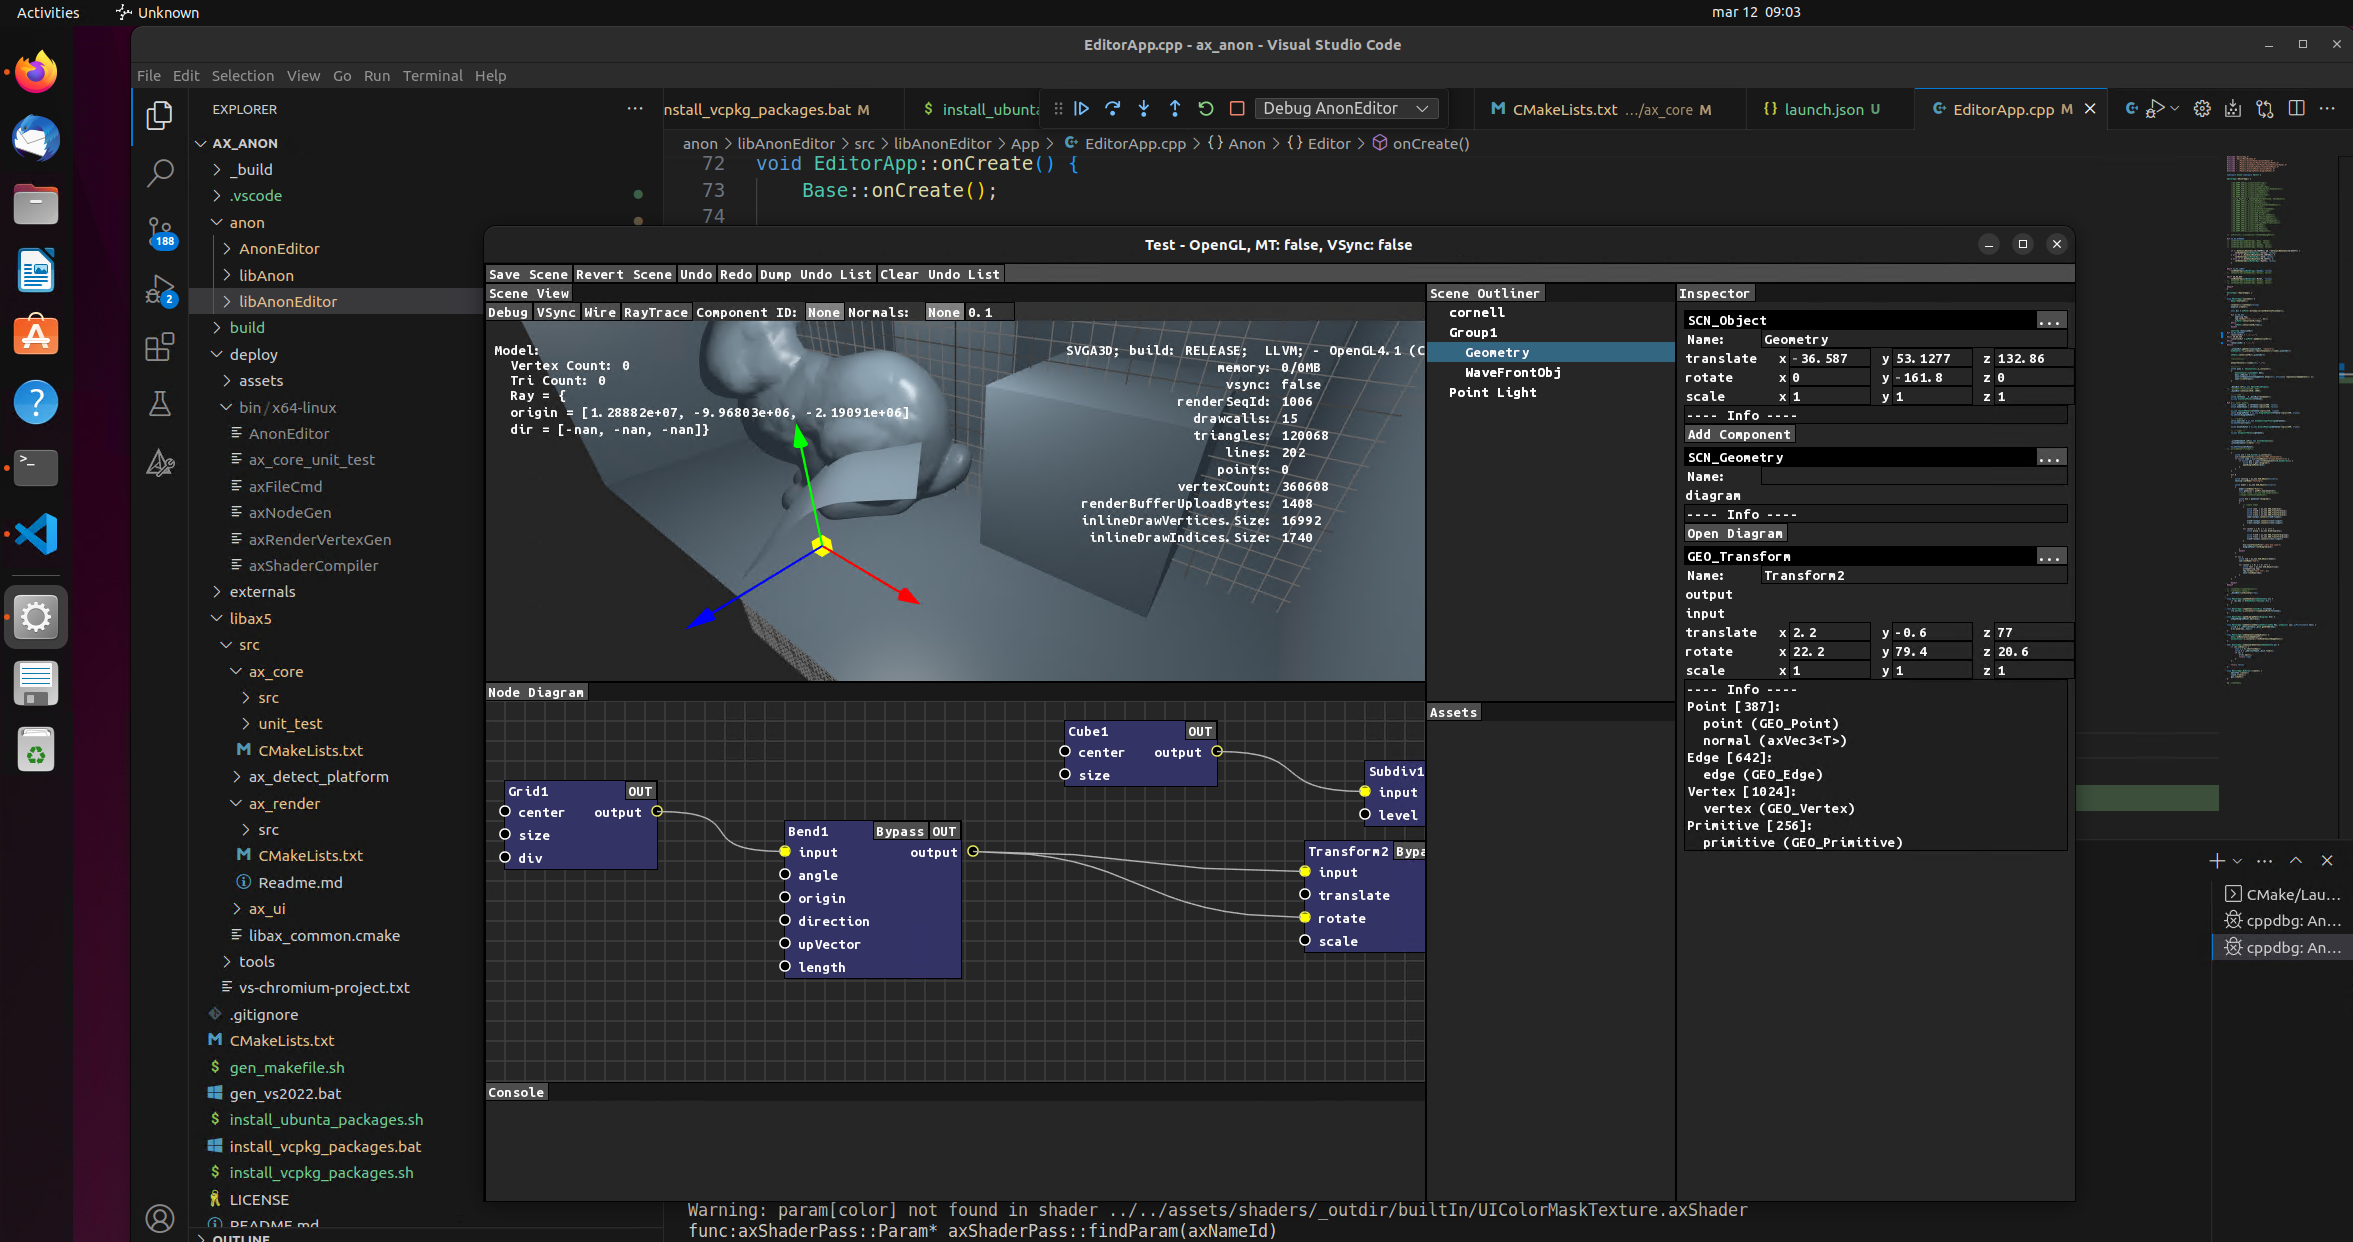 Activities
Unknown
mar 12 09:03
EditorApp.cpp - ax_anon - Visual Studio Code
File Edit Selection View Go Run Terminal Help
EXPLORER
nstall_vcpkg_packages.bat M
$ install_ubunt
Debug AnonEditor
M CMakeLists.txt .../ax_core M
{} launch.json U
EditorApp.cpp M
anon > libAnonEditor > src > libAnonEditor > App > EditorApp.cpp > {} Anon > {} Editor > onCreate()
72 void EditorApp::onCreate() {
73 Base::onCreate();
74
AX_ANON
_build
.vscode
anon
AnonEditor
libAnon
libAnonEditor
build
deploy
assets
bin/x64-linux
AnonEditor
ax_core_unit_test
axFileCmd
axNodeGen
axRenderVertexGen
axShaderCompiler
externals
libax5
src
ax_core
src
unit_test
M CMakeLists.txt
ax_detect_platform
ax_render
src
M CMakeLists.txt
Readme.md
ax_ui
libax_common.cmake
tools
vs-chromium-project.txt
.gitignore
M CMakeLists.txt
$ gen_makefile.sh
gen_vs2022.bat
$ install_ubunta_packages.sh
install_vcpkg_packages.bat
$ install_vcpkg_packages.sh
LICENSE
README.md
OUTLINE
188
2
Test - OpenGL, MT: false, VSync: false
Save Scene Revert Scene Undo Redo Dump Undo List Clear Undo List
Scene View
Debug VSync Wire RayTrace Component ID: None Normals: None 0.1
Model:
Vertex Count: 0
Tri Count: 0
Ray = {
origin = [1.28882e+07, -9.96803e+06, -2.19091e+06]
dir = [-nan, -nan, -nan]}
SVGA3D; build: RELEASE; LLVM; - OpenGL4.1 (C
memory: 0/0MB
vsync: false
renderSeqId: 1006
drawcalls: 15
triangles: 120068
lines: 202
points: 0
vertexCount: 360608
renderBufferUploadBytes: 1408
inlineDrawVertices.Size: 16992
inlineDrawIndices.Size: 1740
Node Diagram
Grid1 OUT
center output
size
div
Bend1 Bypass OUT
input output
angle
origin
direction
upVector
length
Cube1 OUT
center output
size
Subdiv1
input
level
Transform2 Bypa
input
translate
rotate
scale
Console
Scene Outliner
cornell
Group1
Geometry
WaveFrontObj
Point Light
Assets
Inspector
SCN_Object ...
Name: Geometry
translate x -36.587 y 53.1277 z 132.86
rotate x 0 y -161.8 z 0
scale x 1 y 1 z 1
---- Info ----
Add Component
SCN_Geometry ...
Name:
diagram
---- Info ----
Open Diagram
GEO_Transform ...
Name: Transform2
output
input
translate x 2.2 y -0.6 z 77
rotate x 22.2 y 79.4 z 20.6
scale x 1 y 1 z 1
---- Info ----
Point [387]:
point (GEO_Point)
normal (axVec3<T>)
Edge [642]:
edge (GEO_Edge)
Vertex [1024]:
vertex (GEO_Vertex)
Primitive [256]:
primitive (GEO_Primitive)
CMake/Lau...
cppdbg: An...
cppdbg: An...
Warning: param[color] not found in shader ../../assets/shaders/_outdir/builtIn/UIColorMaskTexture.axShader
func:axShaderPass::Param* axShaderPass::findParam(axNameId)